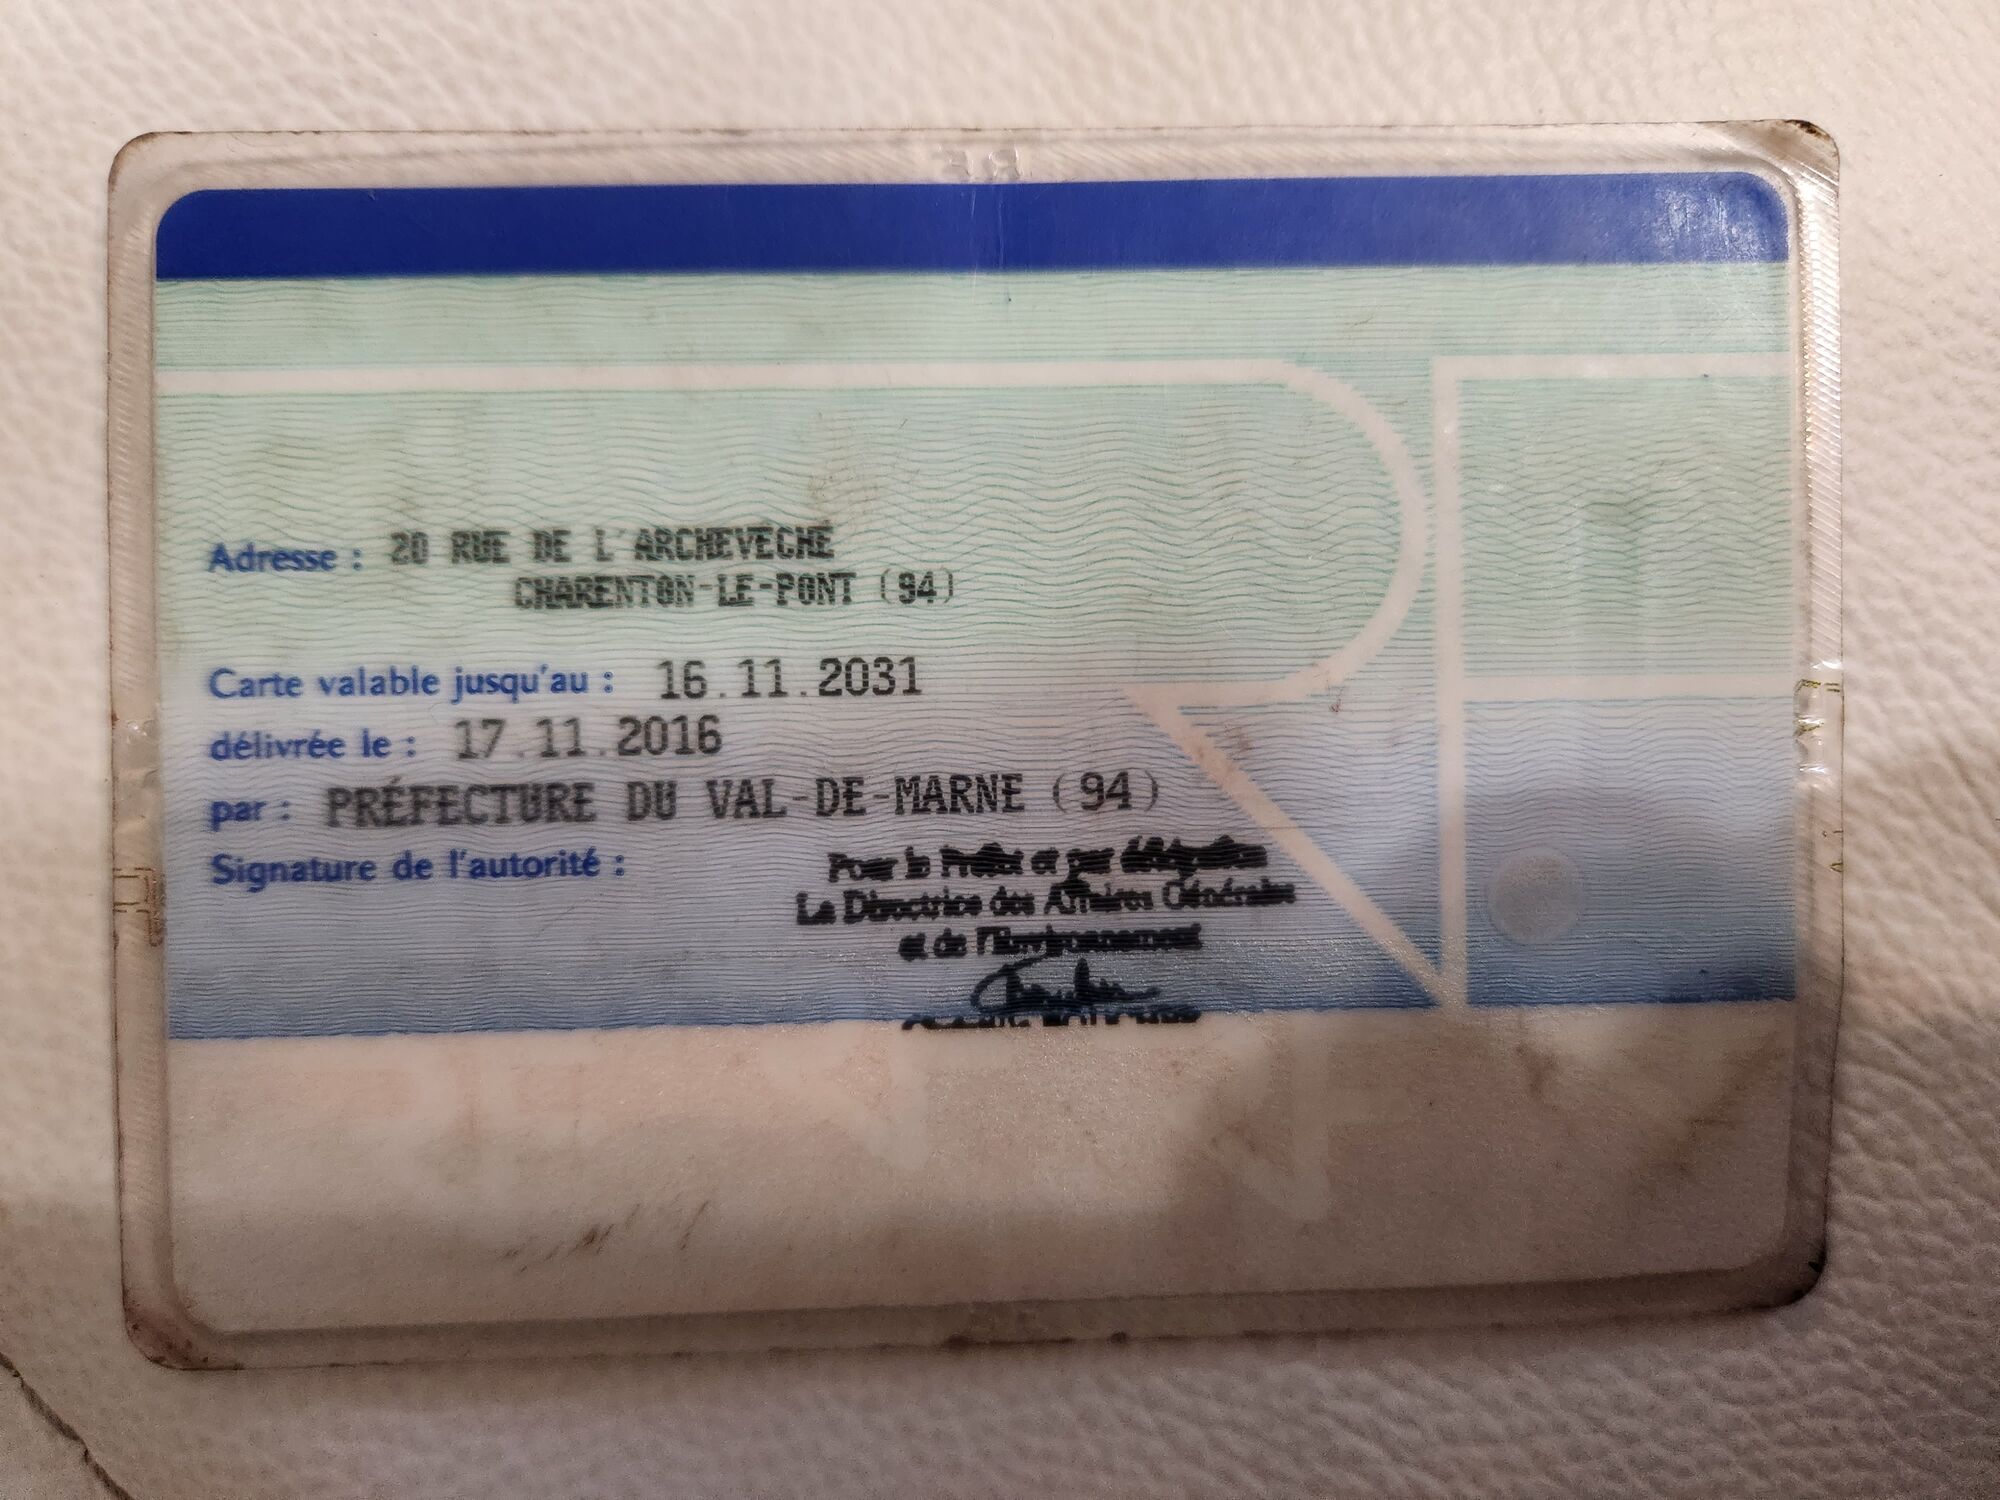 RF
Adresse : 20 RUE DE L'ARCHEVÊCHÉ
CHARENTON-LE-PONT (94)
Carte valable jusqu'au : 16.11.2031
délivrée le : 17.11.2016
par : PRÉFECTURE DU VAL-DE-MARNE (94)
Signature de l'autorité :
Pour le Préfet et par délégation
La Directrice des Affaires Générales
et de l'Environnement